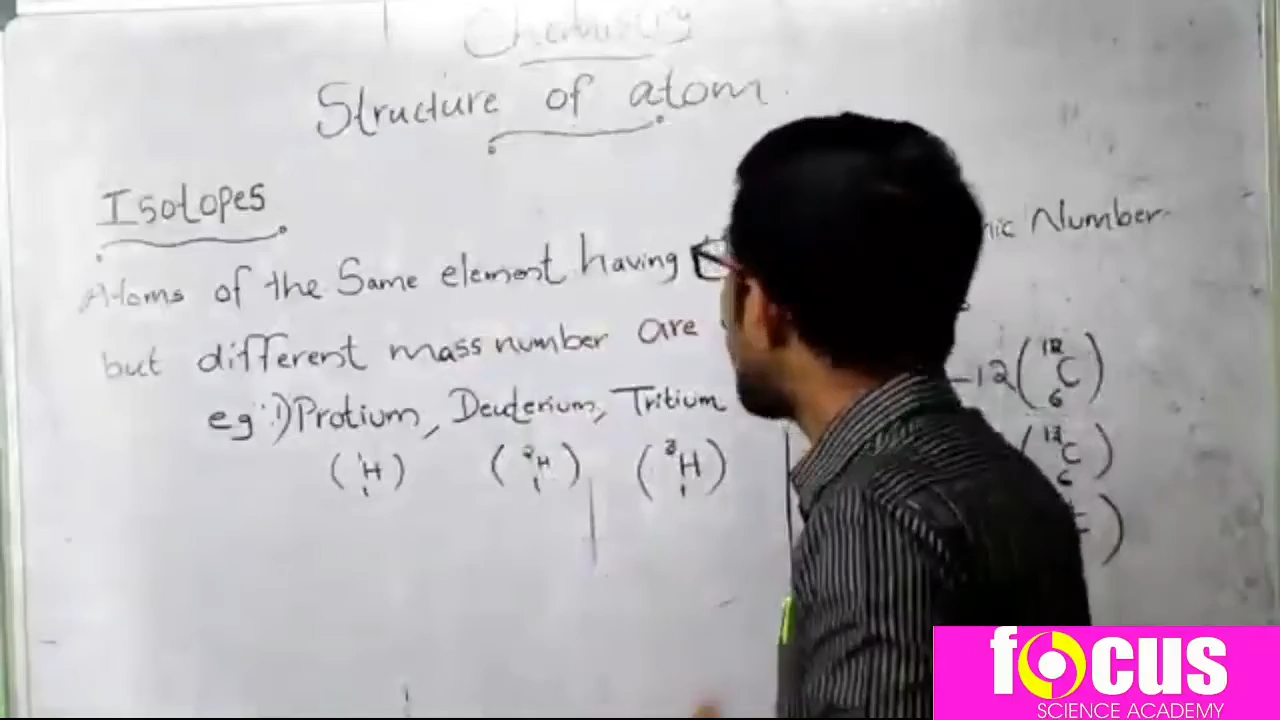 Chemistry
Structure of atom.
Isotopes
Atoms of the Same element having Number.
but different mass number are
eg:1) Protium, Deuterium, Tritium
(¹₁H) (²₁H) (³₁H)
-12 (¹²₆C)
(¹³₆C)
focus
SCIENCE ACADEMY